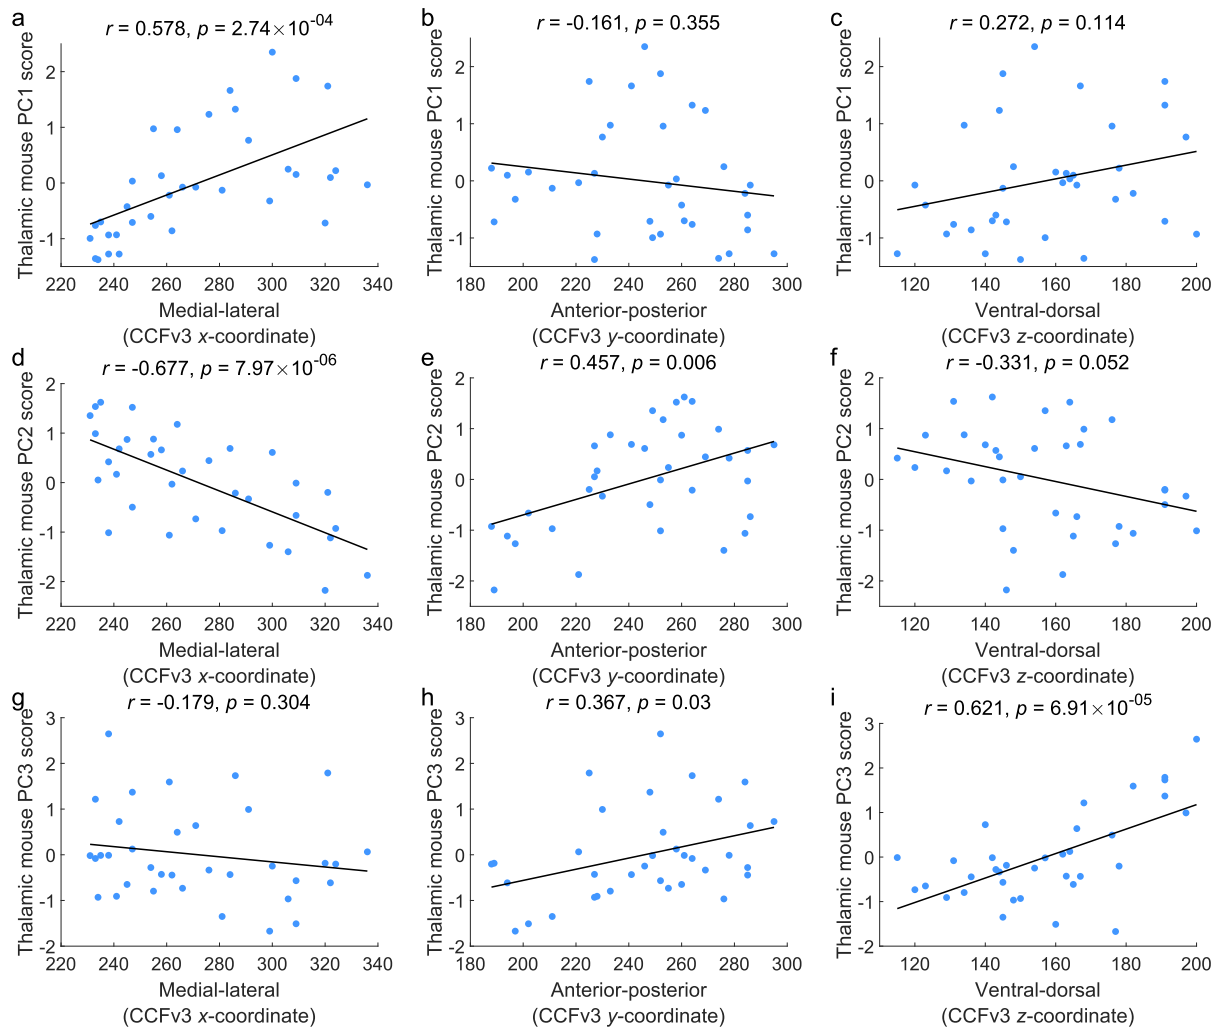 a
r = 0.578, p = 2.74×10-04
Thalamic mouse PC1 score
2
1
0
-1
220 240 260 280 300 320 340
Medial-lateral
(CCFv3 x-coordinate)
b
r = -0.161, p = 0.355
Thalamic mouse PC1 score
2
1
0
-1
180 200 220 240 260 280 300
Anterior-posterior
(CCFv3 y-coordinate)
c
r = 0.272, p = 0.114
Thalamic mouse PC1 score
2
1
0
-1
120 140 160 180 200
Ventral-dorsal
(CCFv3 z-coordinate)
d
r = -0.677, p = 7.97×10-06
Thalamic mouse PC2 score
2
1
0
-1
-2
220 240 260 280 300 320 340
Medial-lateral
(CCFv3 x-coordinate)
e
r = 0.457, p = 0.006
Thalamic mouse PC2 score
2
1
0
-1
-2
180 200 220 240 260 280 300
Anterior-posterior
(CCFv3 y-coordinate)
f
r = -0.331, p = 0.052
Thalamic mouse PC2 score
2
1
0
-1
-2
120 140 160 180 200
Ventral-dorsal
(CCFv3 z-coordinate)
g
r = -0.179, p = 0.304
Thalamic mouse PC3 score
3
2
1
0
-1
-2
220 240 260 280 300 320 340
Medial-lateral
(CCFv3 x-coordinate)
h
r = 0.367, p = 0.03
Thalamic mouse PC3 score
3
2
1
0
-1
-2
180 200 220 240 260 280 300
Anterior-posterior
(CCFv3 y-coordinate)
i
r = 0.621, p = 6.91×10-05
Thalamic mouse PC3 score
3
2
1
0
-1
-2
120 140 160 180 200
Ventral-dorsal
(CCFv3 z-coordinate)